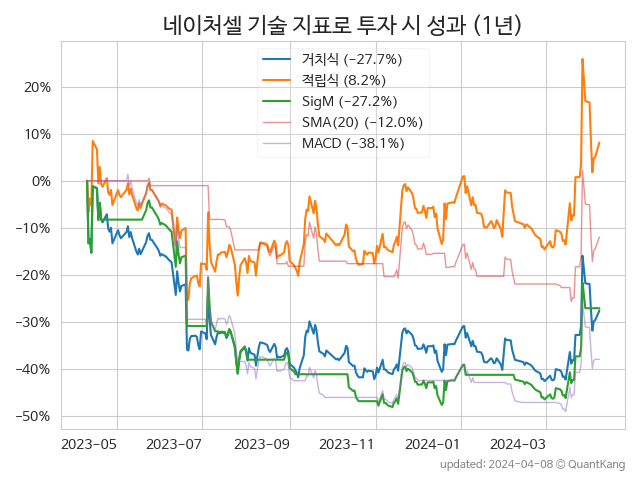 네이처셀 기술 지표로 투자 시 성과 (1년)
거치식 (−27.7%)
적립식 (8.2%)
SigM (−27.2%)
SMA(20) (−12.0%)
MACD (−38.1%)
20%
10%
0%
−10%
−20%
−30%
−40%
−50%
2023-05 2023-07 2023-09 2023-11 2024-01 2024-03
updated: 2024-04-08 © QuantKang